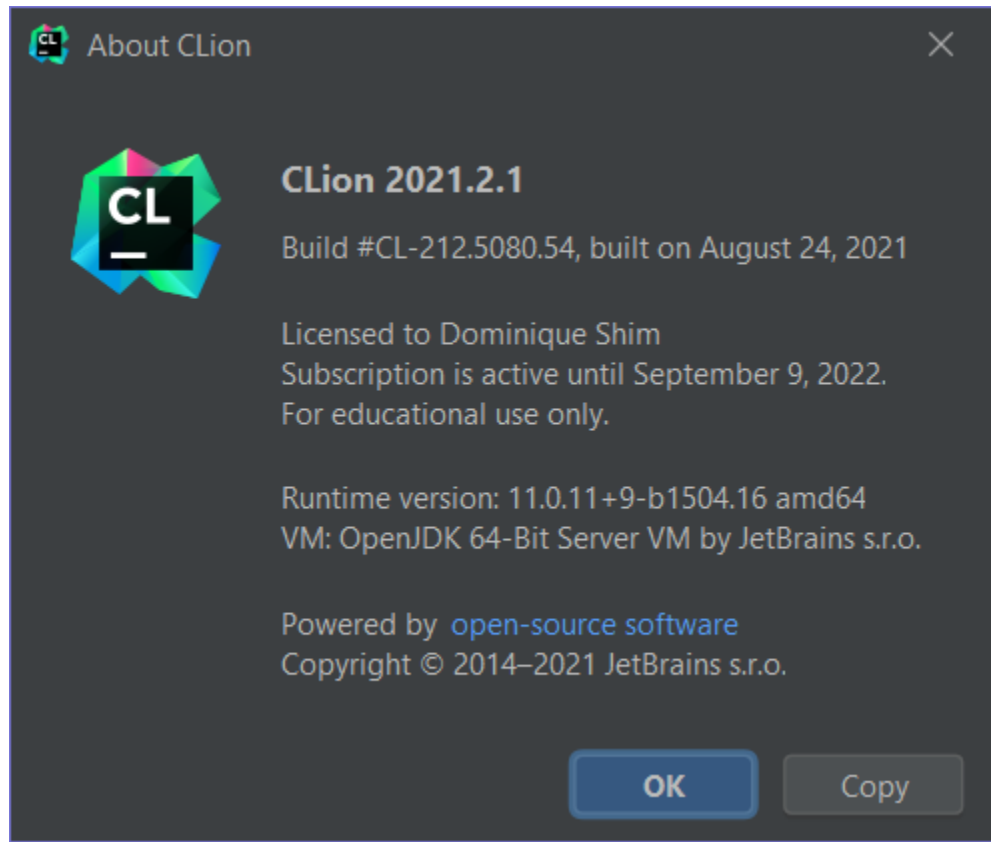 About CLion
CL
CLion 2021.2.1
Build #CL-212.5080.54, built on August 24, 2021
Licensed to Dominique Shim
Subscription is active until September 9, 2022.
For educational use only.
Runtime version: 11.0.11+9-b1504.16 amd64
VM: OpenJDK 64-Bit Server VM by JetBrains s.r.o.
Powered by open-source software
Copyright © 2014–2021 JetBrains s.r.o.
OK
Copy